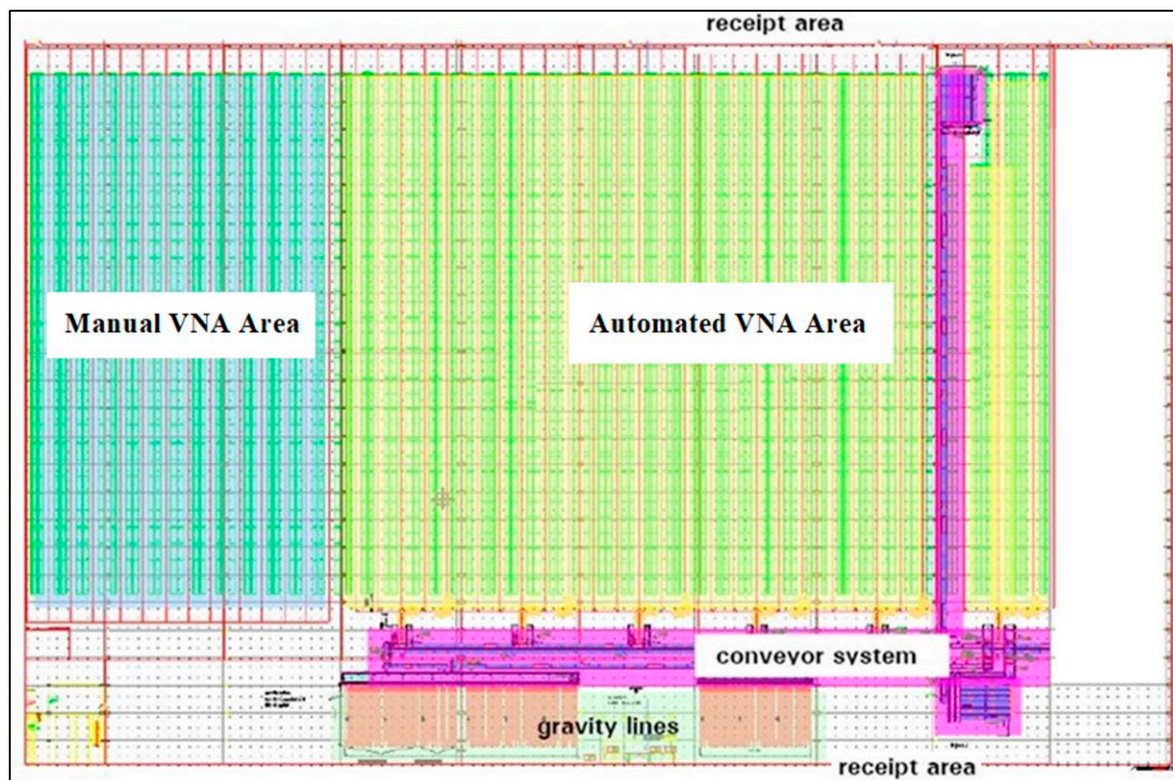 receipt area
Manual VNA Area
Automated VNA Area
conveyor system
gravity lines
receipt area